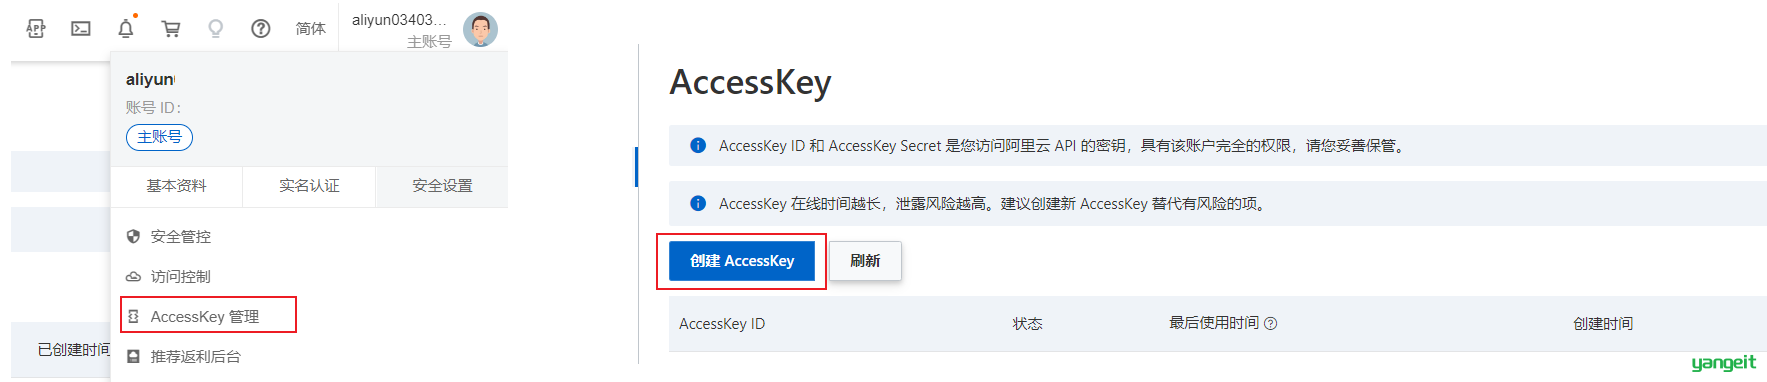 APP
简体
aliyun03403...
主账号
aliyun
账号 ID：
主账号
基本资料
实名认证
安全设置
安全管控
访问控制
AccessKey 管理
推荐返利后台
已创建时间
AccessKey
AccessKey ID 和 AccessKey Secret 是您访问阿里云 API 的密钥，具有该账户完全的权限，请您妥善保管。
AccessKey 在线时间越长，泄露风险越高。建议创建新 AccessKey 替代有风险的项。
创建 AccessKey
刷新
AccessKey ID
状态
最后使用时间
创建时间
yangeit